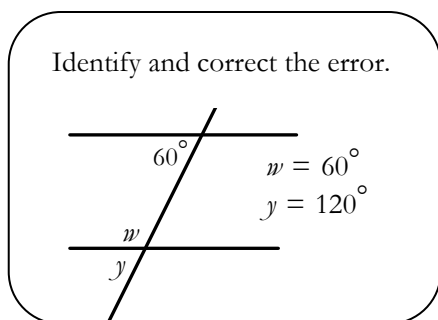 Identify and correct the error.
60°
w = 60°
y = 120°
w
y